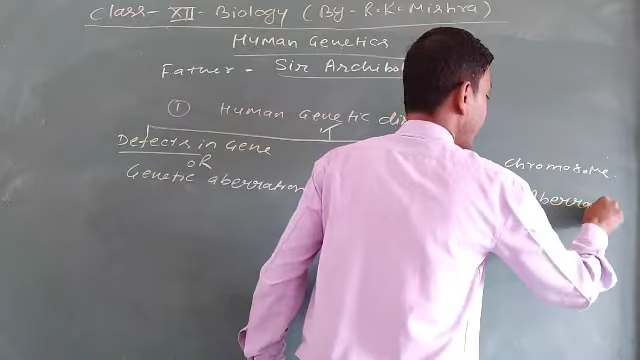 Class - XII - Biology (By - R.K. Mishra)
Human Genetics
Father - Sir Archibo
① Human Genetic di
Defects in Gene
OR
Genetic aberration
Chromosome.
Aberra